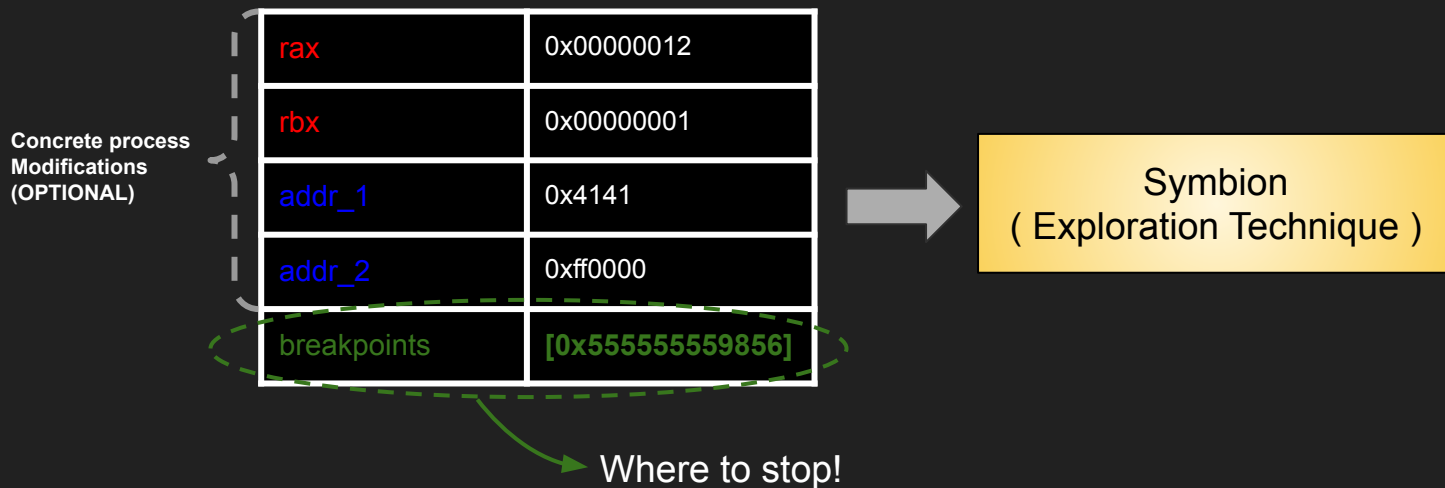 Concrete process
Modifications
(OPTIONAL)
rax 0x00000012
rbx 0x00000001
addr_1 0x4141
addr_2 0xff0000
breakpoints [0x555555559856]
Symbion
( Exploration Technique )
Where to stop!